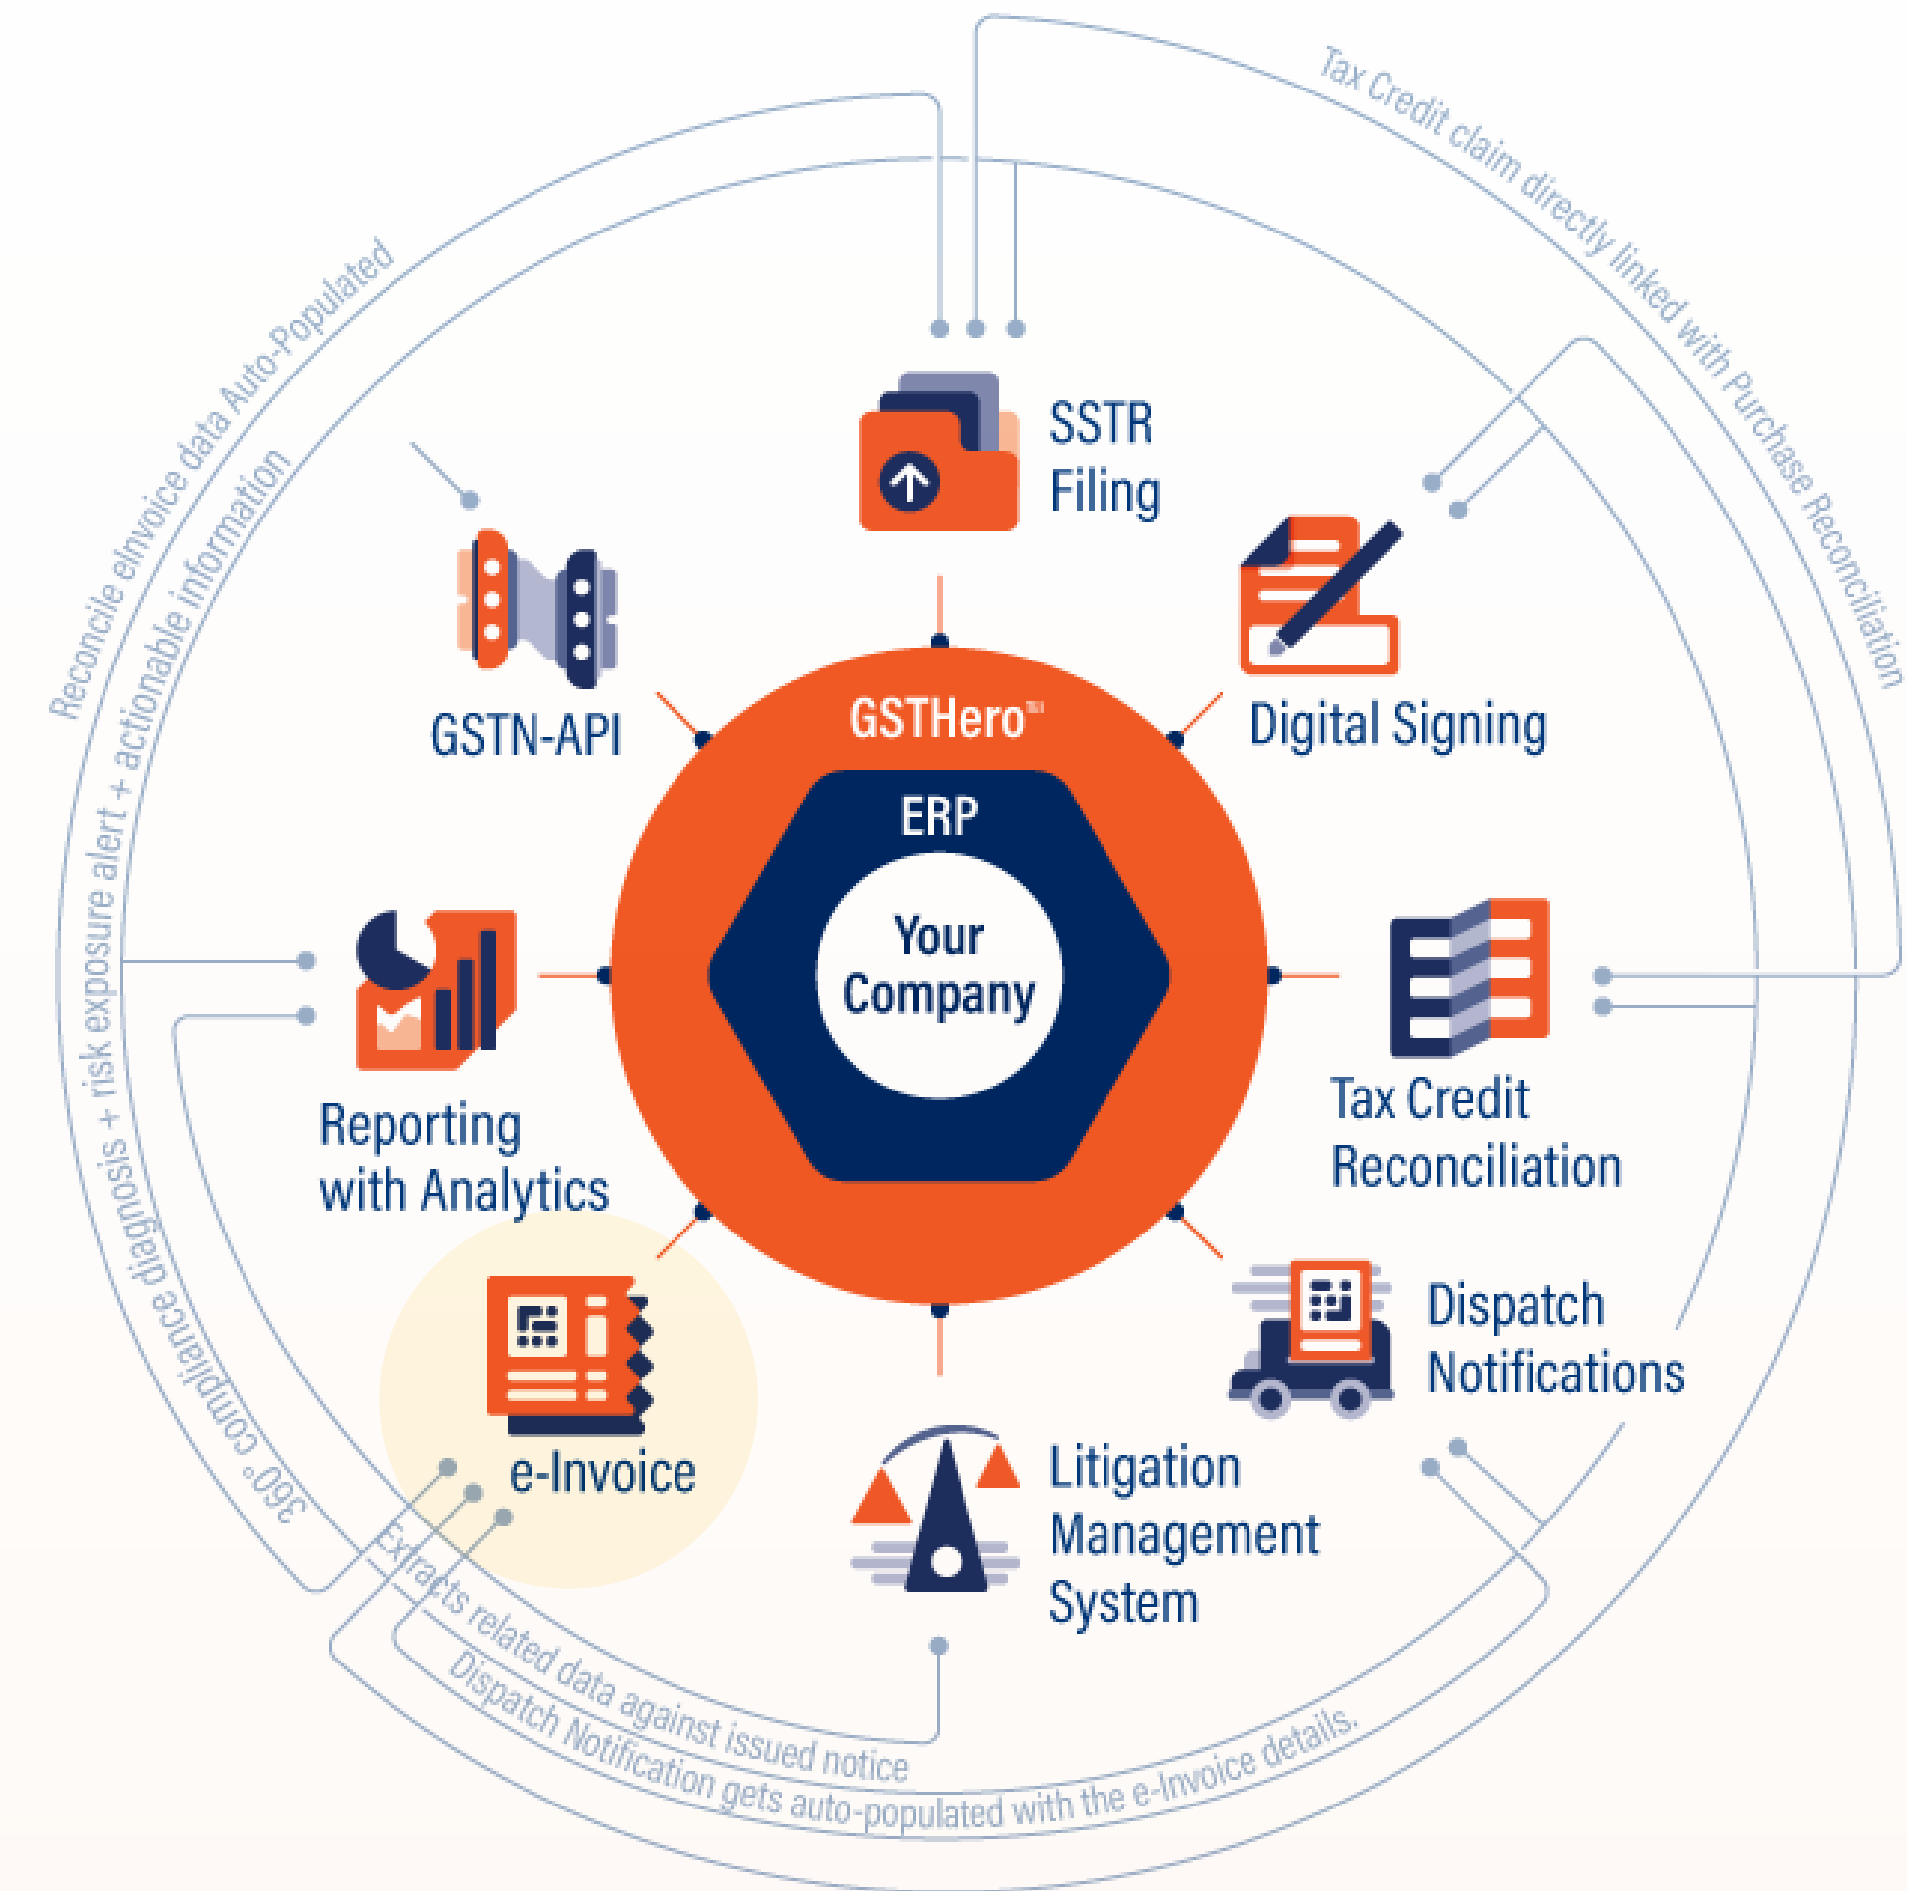 Tax Credit claim directly linked with Purchase Reconciliation
Reconcile eInvoice data Auto-Populated
360° compliance diagnosis + risk exposure alert + actionable information
SSTR
Filing
GSTN-API
Digital Signing
GSTHero™
ERP
Your
Company
Reporting
with Analytics
Tax Credit
Reconciliation
e-Invoice
Dispatch
Notifications
Litigation
Management
System
Extracts related data against issued notice
Dispatch Notification gets auto-populated with the e-Invoice details.